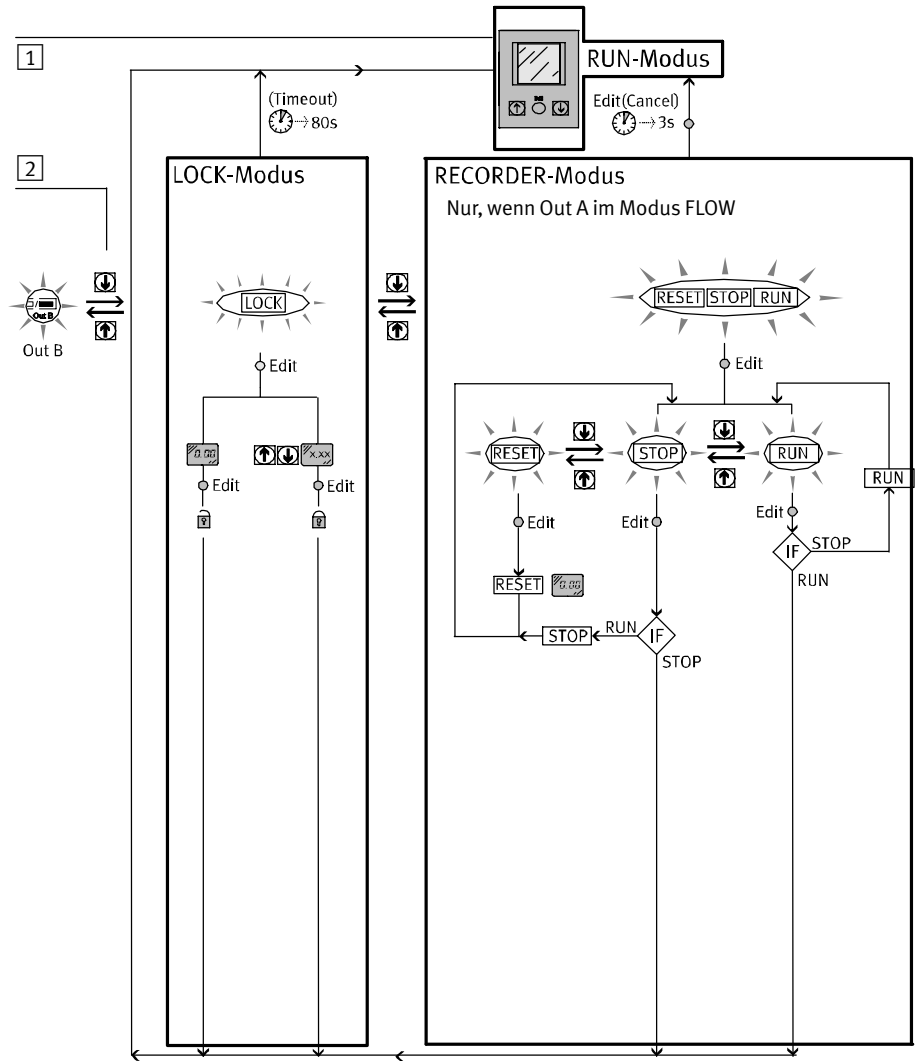 1
RUN-Modus
(Timeout)
80s
Edit(Cancel)
3s
2
LOCK-Modus
RECORDER-Modus
Nur, wenn Out A im Modus FLOW
Out B
Out B
LOCK
RESET STOP RUN
Edit
Edit
0.00
x.xx
RESET
STOP
RUN
RUN
Edit
Edit
Edit
Edit
Edit
IF
STOP
RUN
RESET
0.00
STOP
RUN
IF
STOP